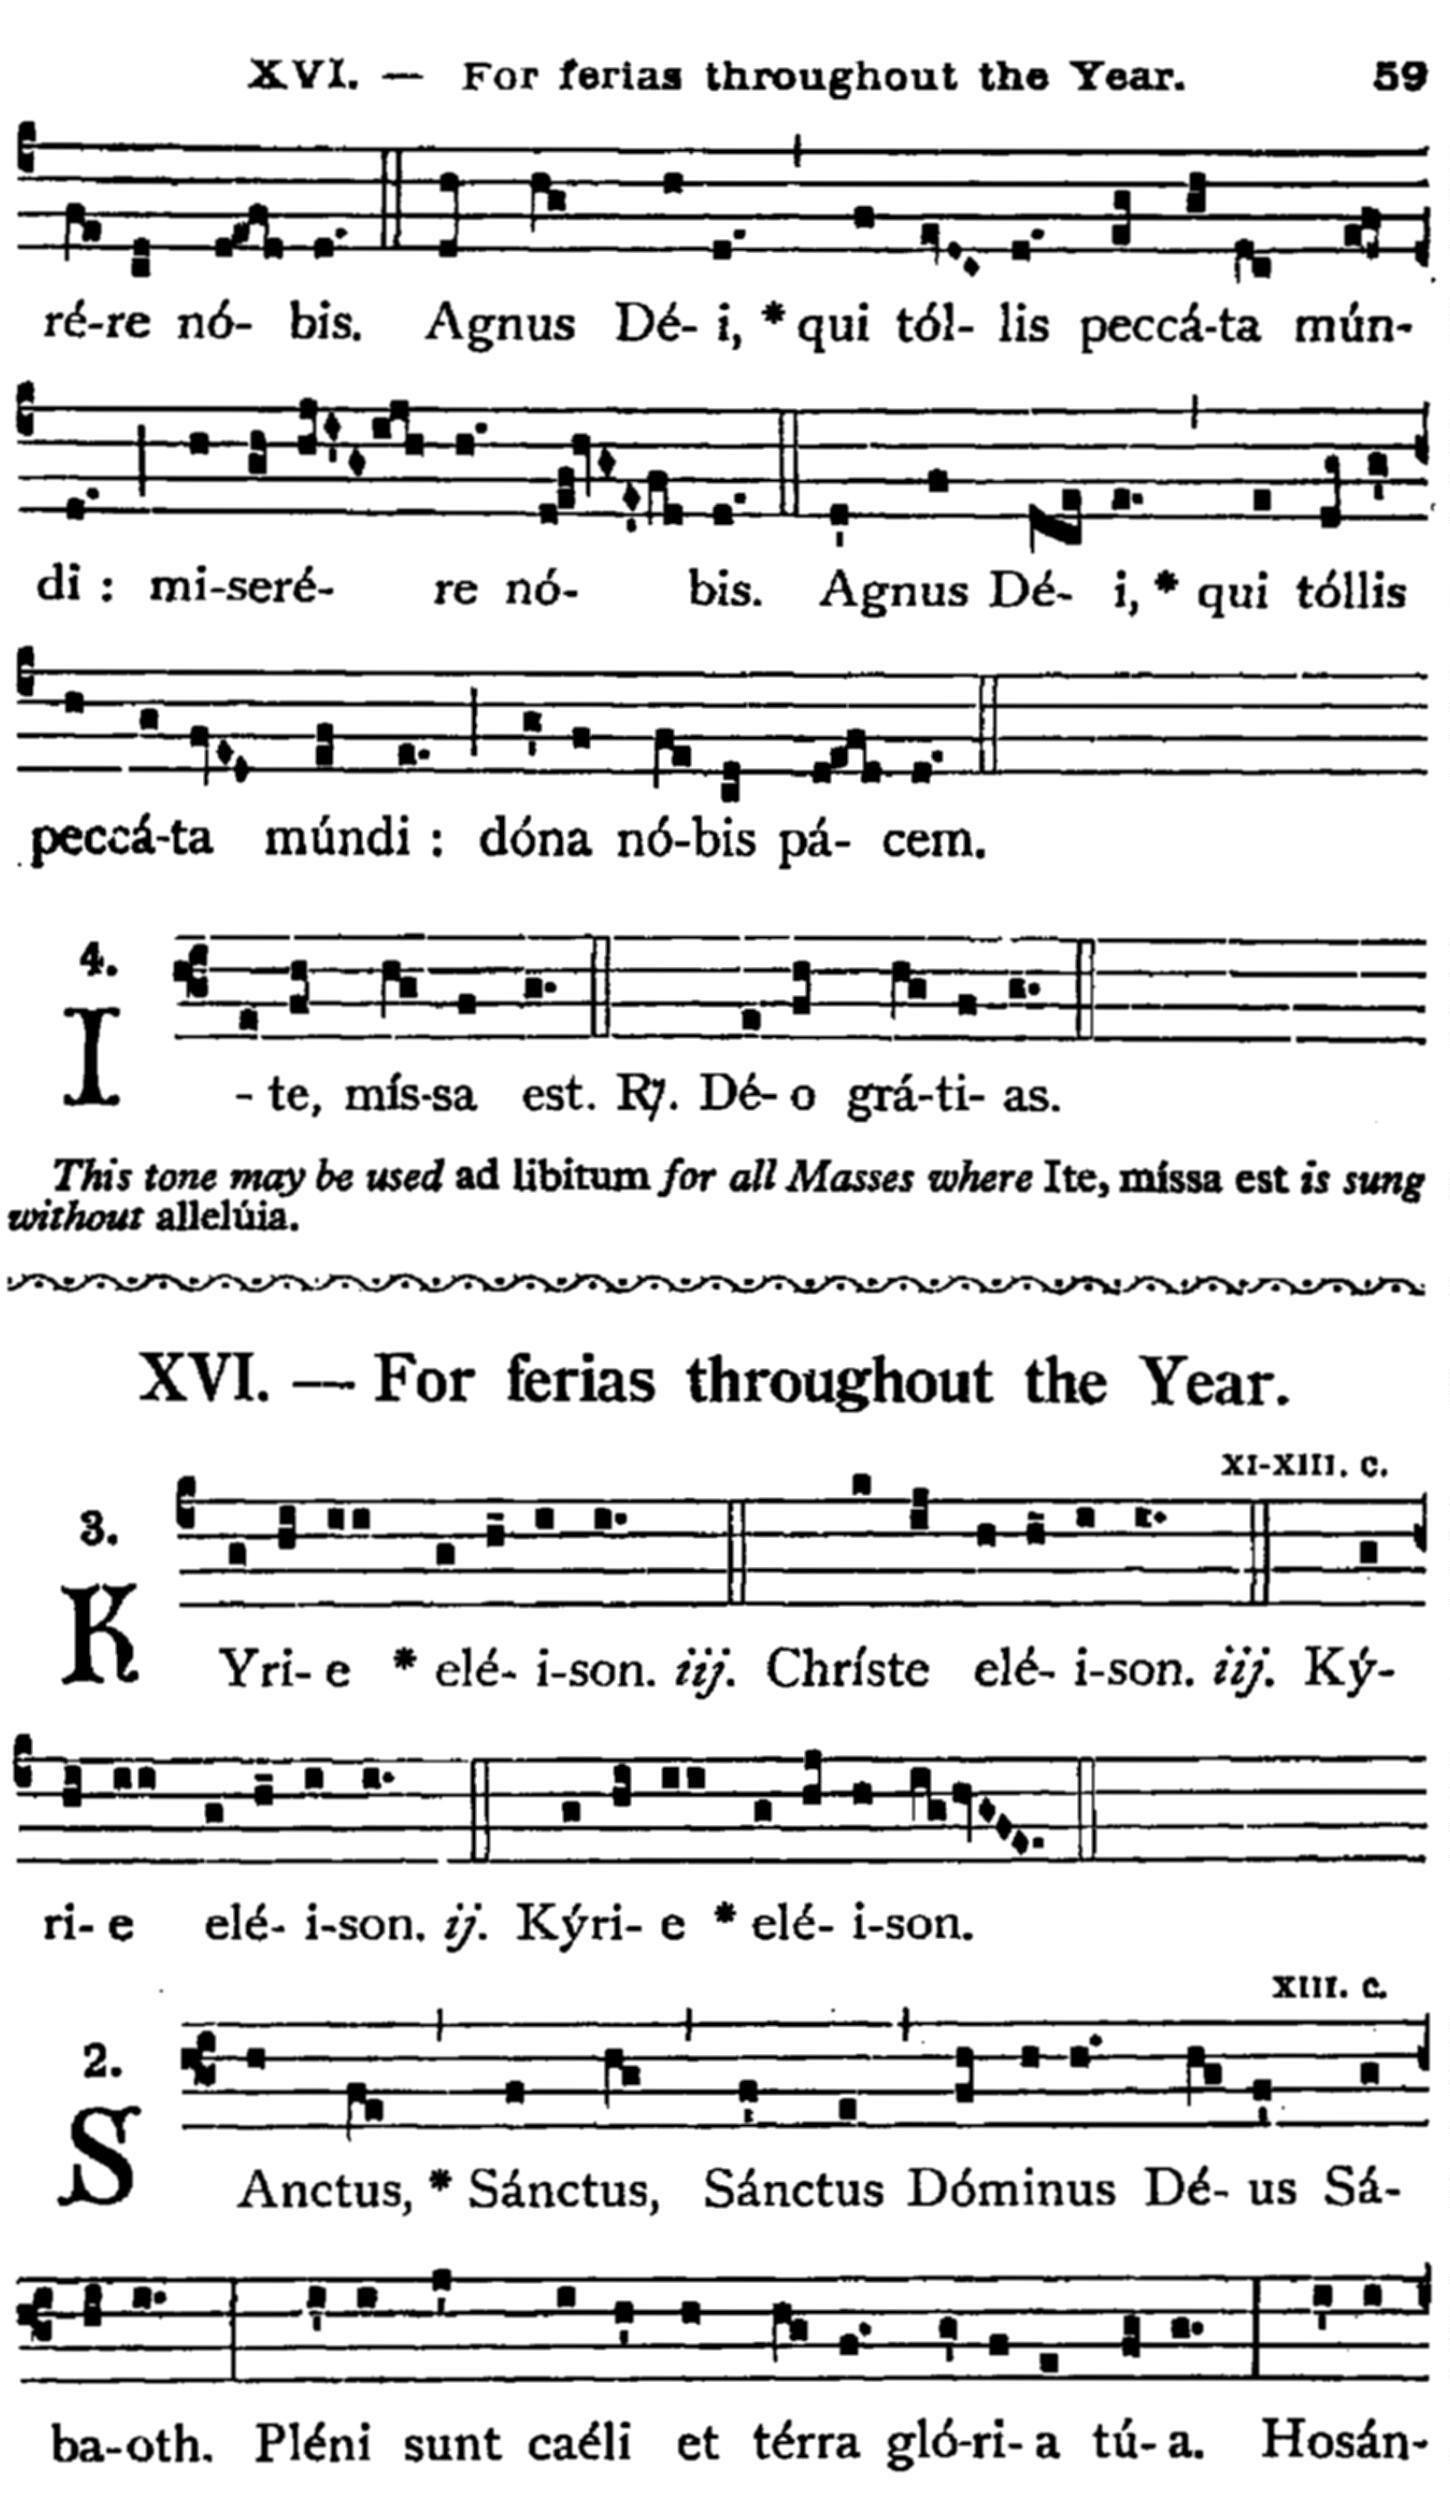 XVI. — For ferias throughout the Year. 59
ré-re nó- bis. Agnus Dé- i, * qui tól- lis peccá-ta mún-
di : mi-seré- re nó- bis. Agnus Dé- i, * qui tóllis
peccá-ta múndi : dóna nó-bis pá- cem.
4.
I - te, mís-sa est. ℟. Dé- o grá-ti- as.
This tone may be used ad libitum for all Masses where Ite, míssa est is sung
without allelúia.
XVI. — For ferias throughout the Year.
XI-XIII. c.
3.
K Yri- e * elé- i-son. iij. Christe elé- i-son. iij. Ký-
ri- e elé- i-son. ij. Kýri- e * elé- i-son.
XIII. c.
2.
S Anctus, * Sánctus, Sánctus Dóminus Dé- us Sá-
ba-oth. Pléni sunt caéli et térra gló-ri- a tú- a. Hosán-